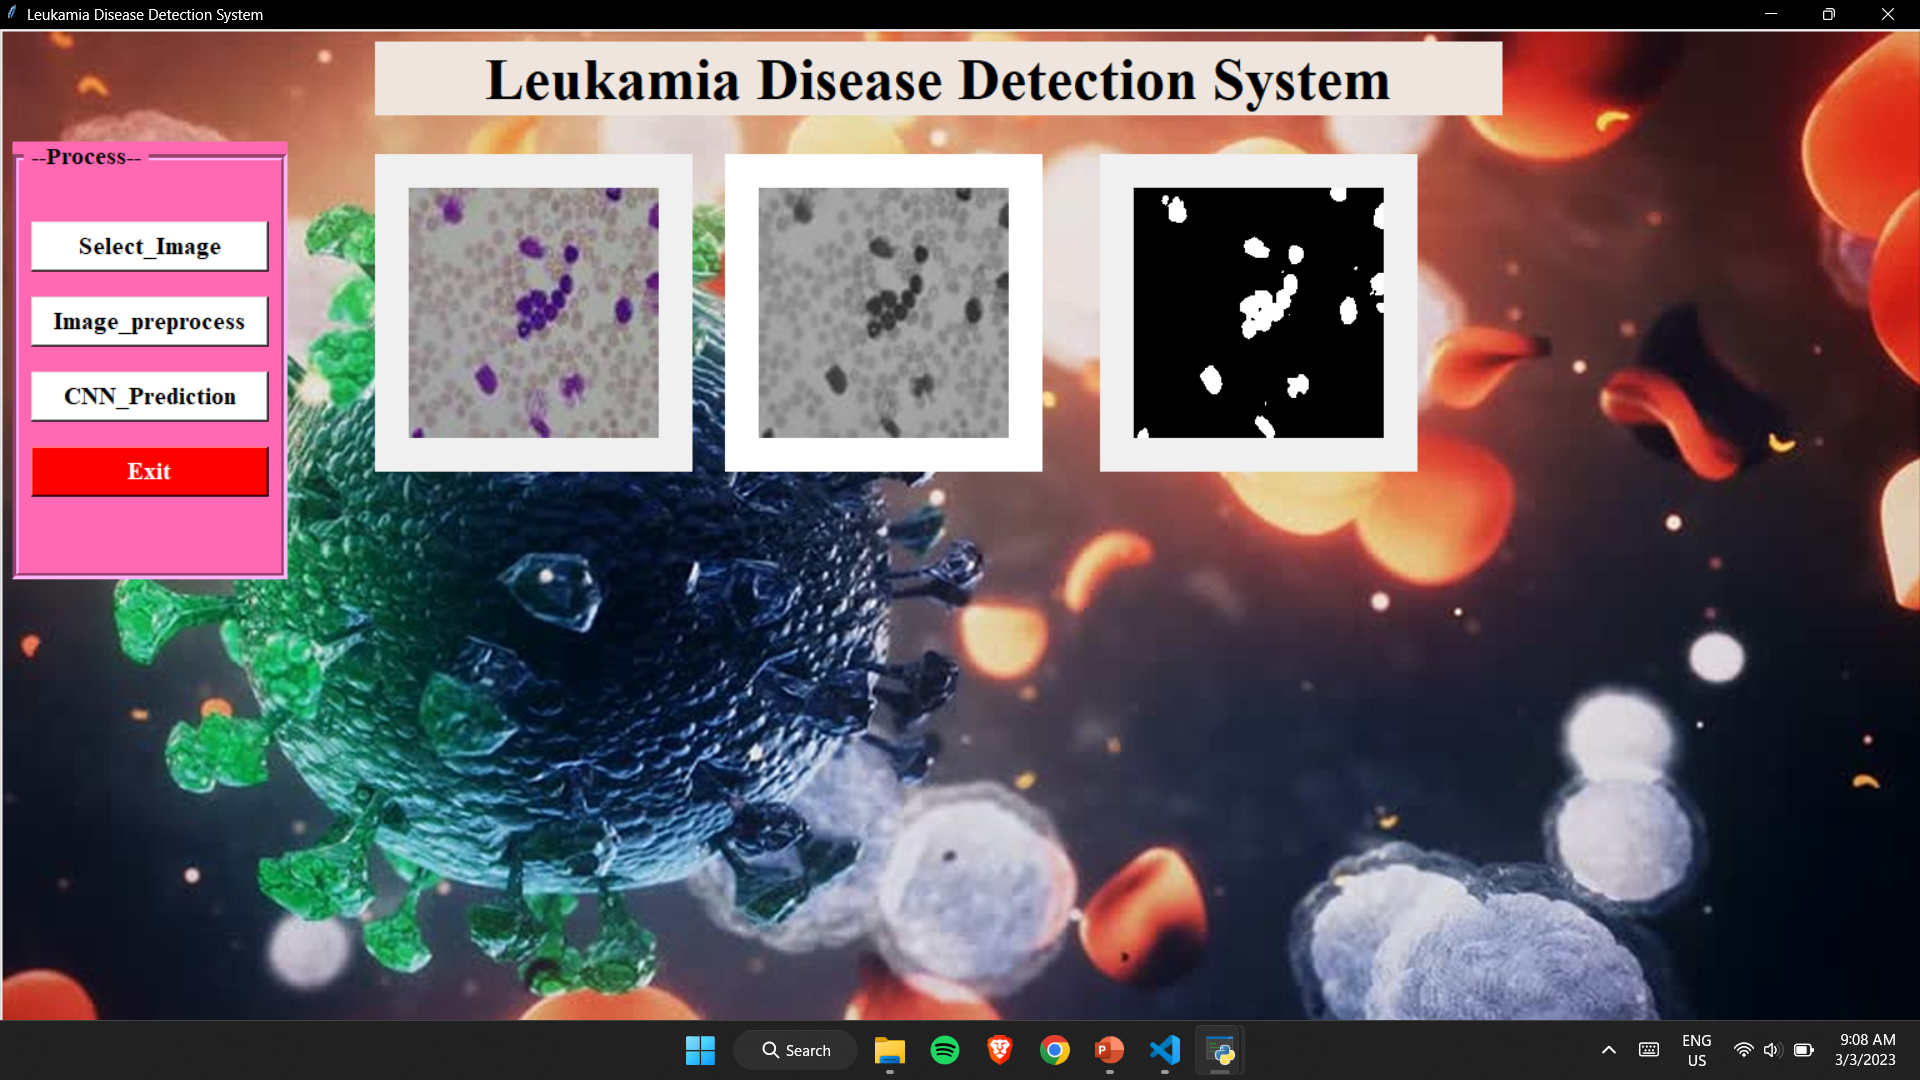 Leukamia Disease Detection System
Leukamia Disease Detection System
--Process--
Select_Image
Image_preprocess
CNN_Prediction
Exit
Search
ENG
US
9:08 AM
3/3/2023